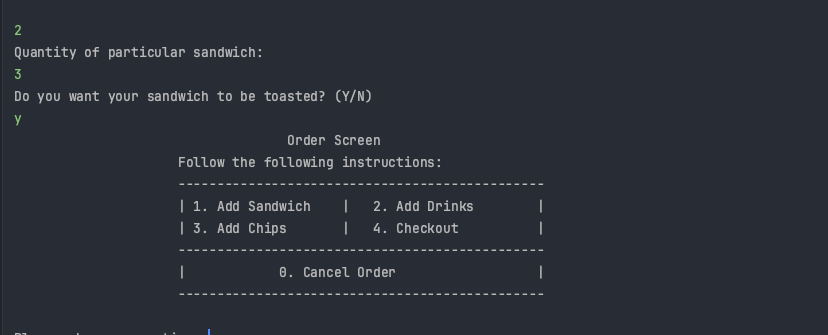 2
Quantity of particular sandwich:
3
Do you want your sandwich to be toasted? (Y/N)
y
Order Screen
Follow the following instructions:
-----------------------------------------------
| 1. Add Sandwich    |   2. Add Drinks        |
| 3. Add Chips       |   4. Checkout          |
-----------------------------------------------
|            0. Cancel Order                  |
-----------------------------------------------